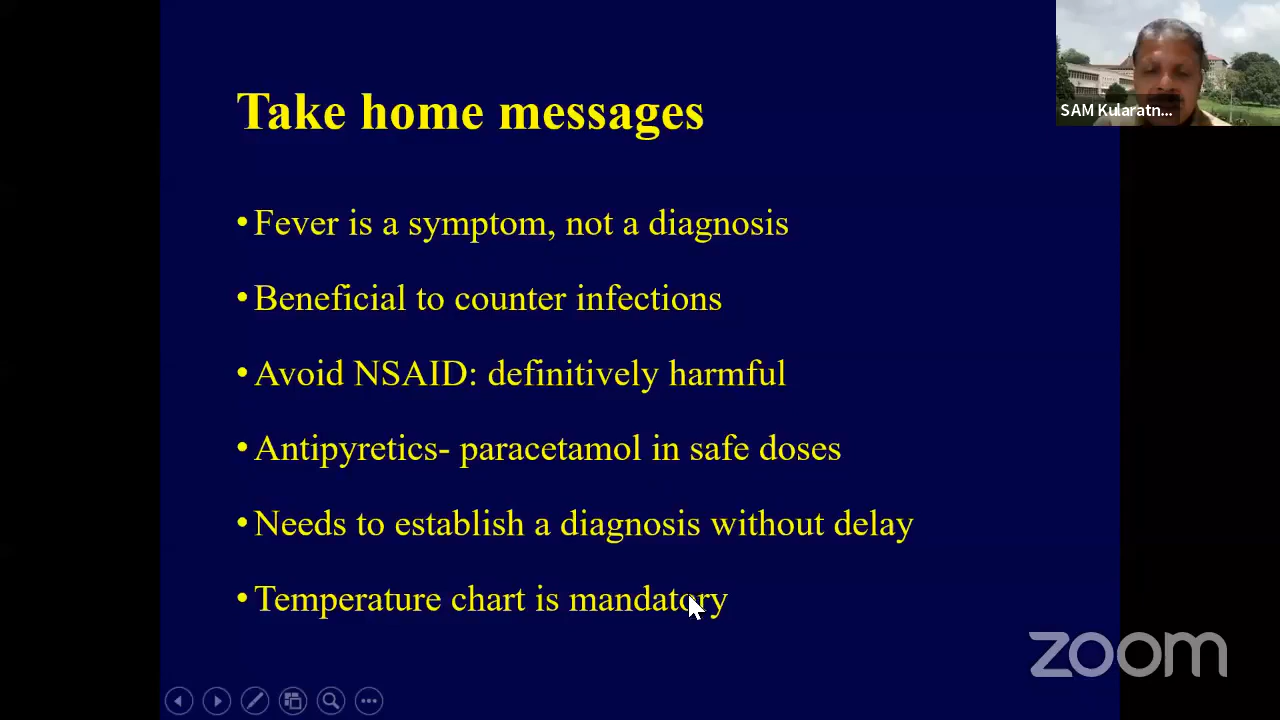 Take home messages
SAM Kularatn...
•Fever is a symptom, not a diagnosis
•Beneficial to counter infections
•Avoid NSAID: definitively harmful
•Antipyretics- paracetamol in safe doses
•Needs to establish a diagnosis without delay
•Temperature chart is mandatory
zoom